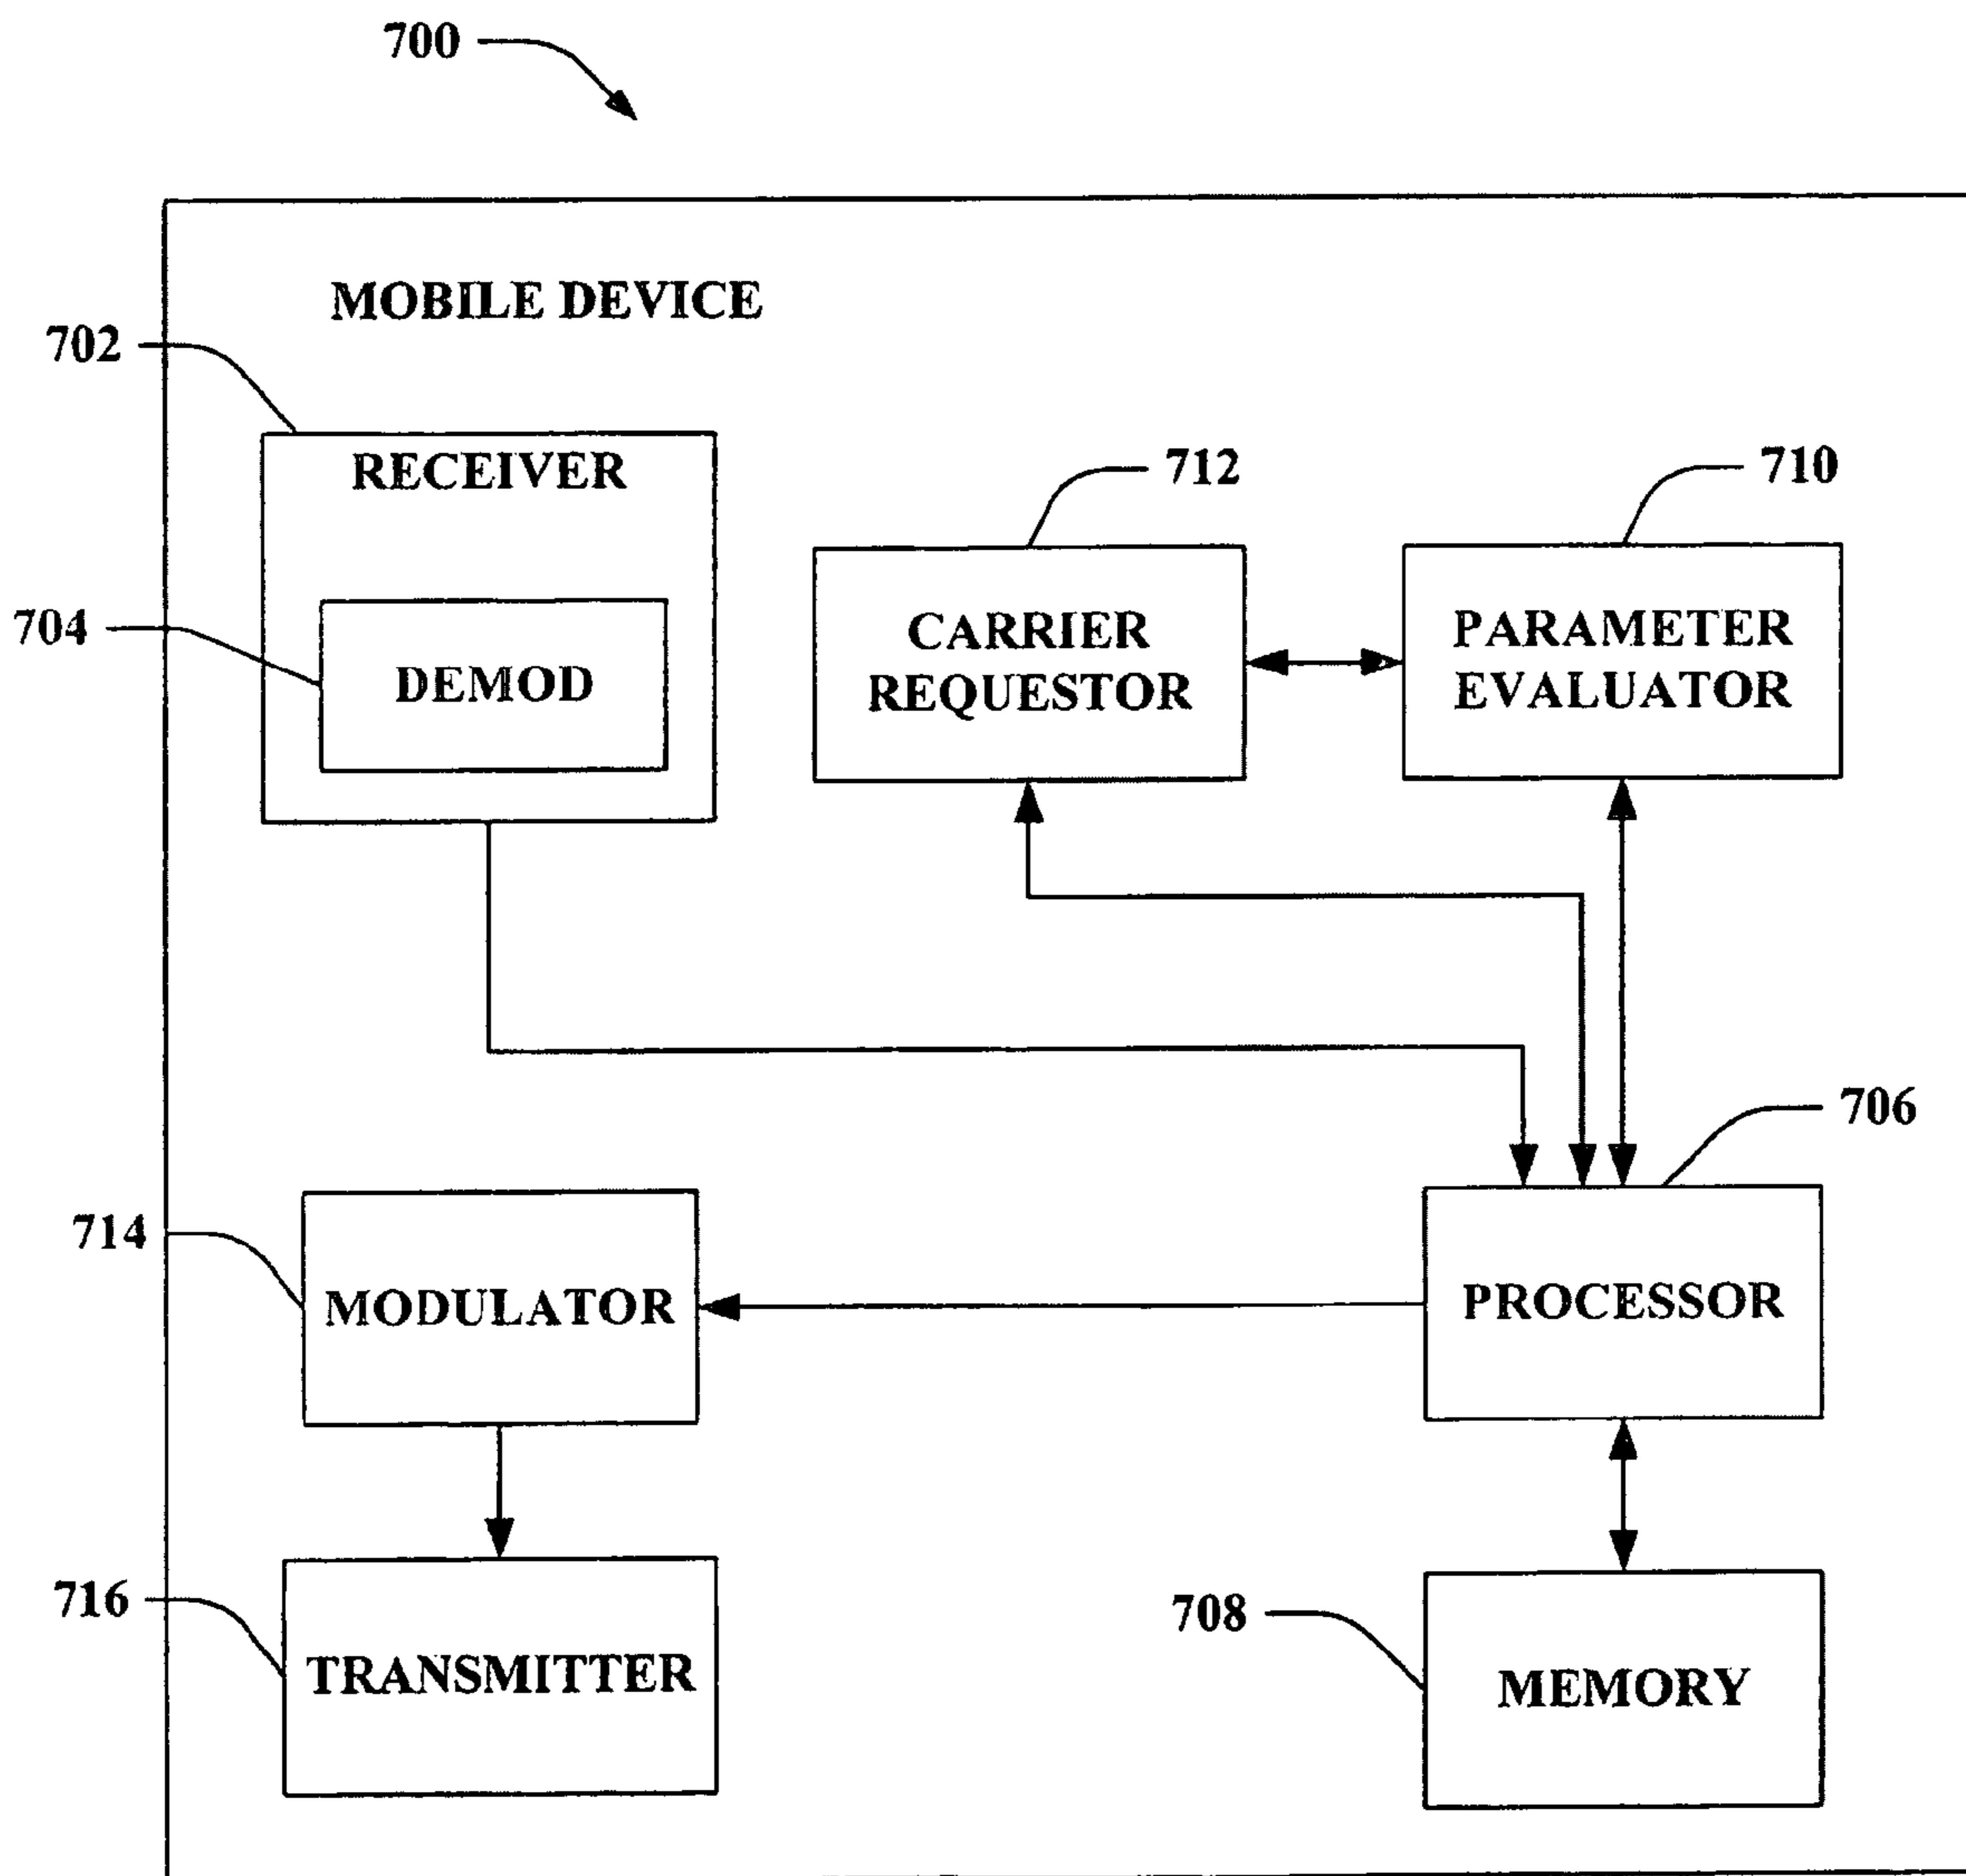 700
MOBILE DEVICE
702
RECEIVER
712
710
704
DEMOD
CARRIER
REQUESTOR
PARAMETER
EVALUATOR
706
714
MODULATOR
PROCESSOR
716
TRANSMITTER
708
MEMORY